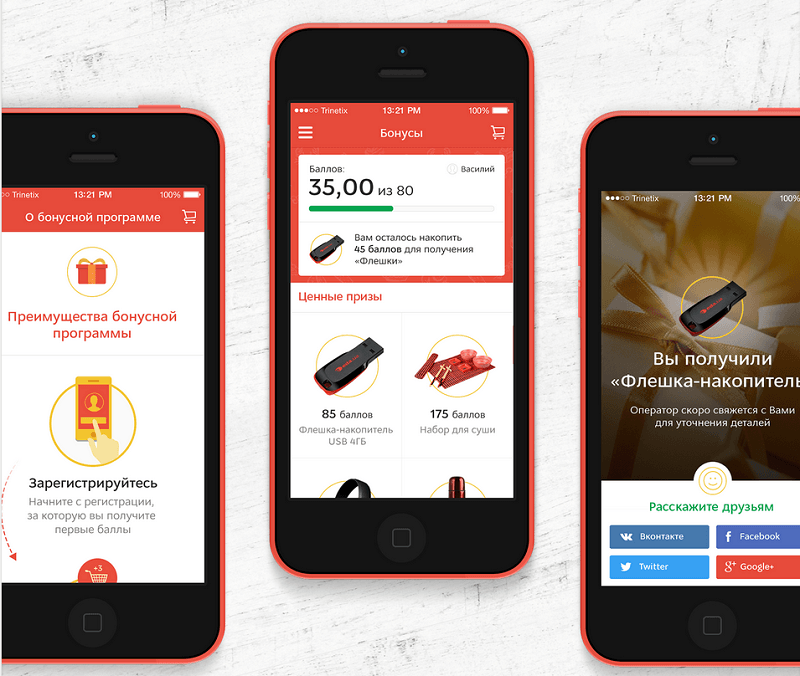 Trinetix 13:21 PM 100%
О бонусной программе
Преимущества бонусной
программы
Зарегистрируйтесь
Начните с регистрации,
за которую вы получите
первые баллы
+3
Trinetix 13:21 PM 100%
Бонусы
Баллов:
Василий
35,00 из 80
Вам осталось накопить
45 баллов для получения
«Флешки»
Ценные призы
85 баллов
Флешка-накопитель
USB 4ГБ
175 баллов
Набор для суши
Trinetix 13:21 PM 100%
Вы получили
«Флешка-накопитель
Оператор скоро свяжется с Вами
для уточнения деталей
Расскажите друзьям
Вконтакте
Facebook
Twitter
Google+